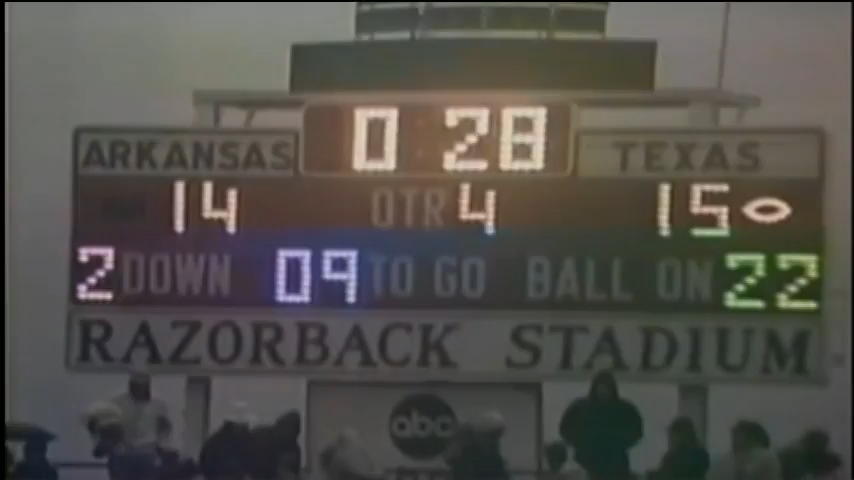 ARKANSAS 0:28 TEXAS
14 QTR 4 15
2 DOWN 09 TO GO BALL ON 22
RAZORBACK STADIUM
abc